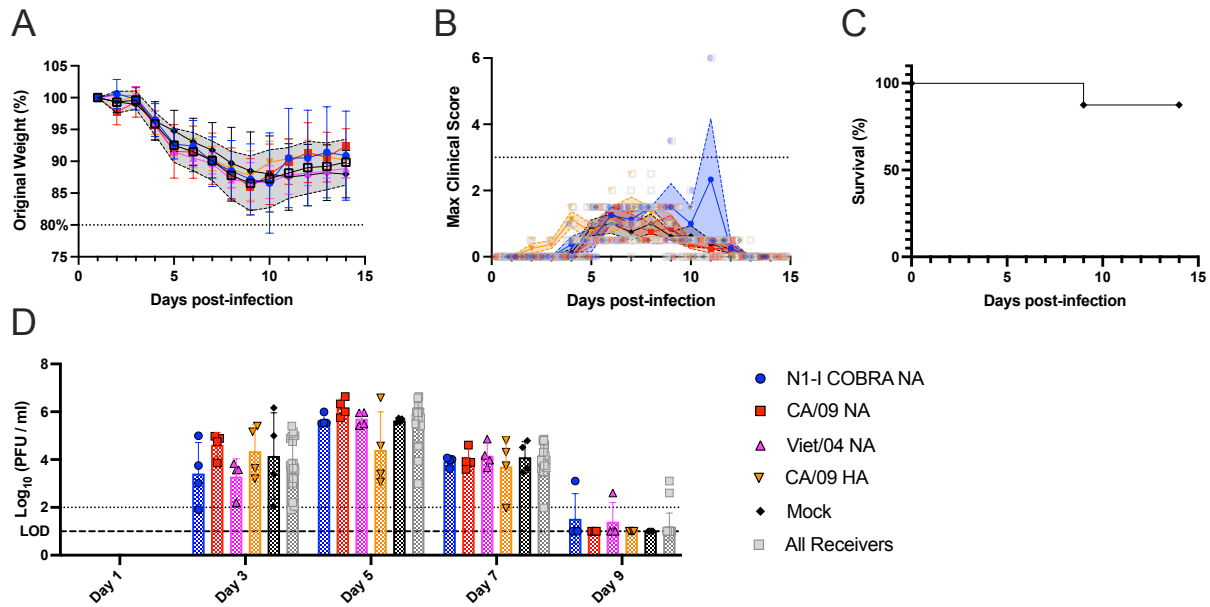 A
Original Weight (%)
105
100
95
90
85
80%
75
0
5
10
15
Days post-infection
B
Max Clinical Score
6
4
2
0
0
5
10
15
Days post-infection
C
Survival (%)
100
50
0
0
5
10
15
Days post-infection
D
Log10 (PFU / ml)
8
6
4
2
LOD
0
Day 1
Day 3
Day 5
Day 7
Day 9
N1-I COBRA NA
CA/09 NA
Viet/04 NA
CA/09 HA
Mock
All Receivers